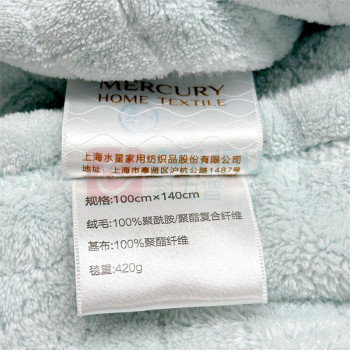 MERCURY
HOME TEXTILE
上海水星家用纺织品股份有限公司
地址：上海市奉贤区沪杭公路1487号
规格:100cm×140cm
绒毛:100%聚酰胺/聚酯复合纤维
基布:100%聚酯纤维
毯重:420g